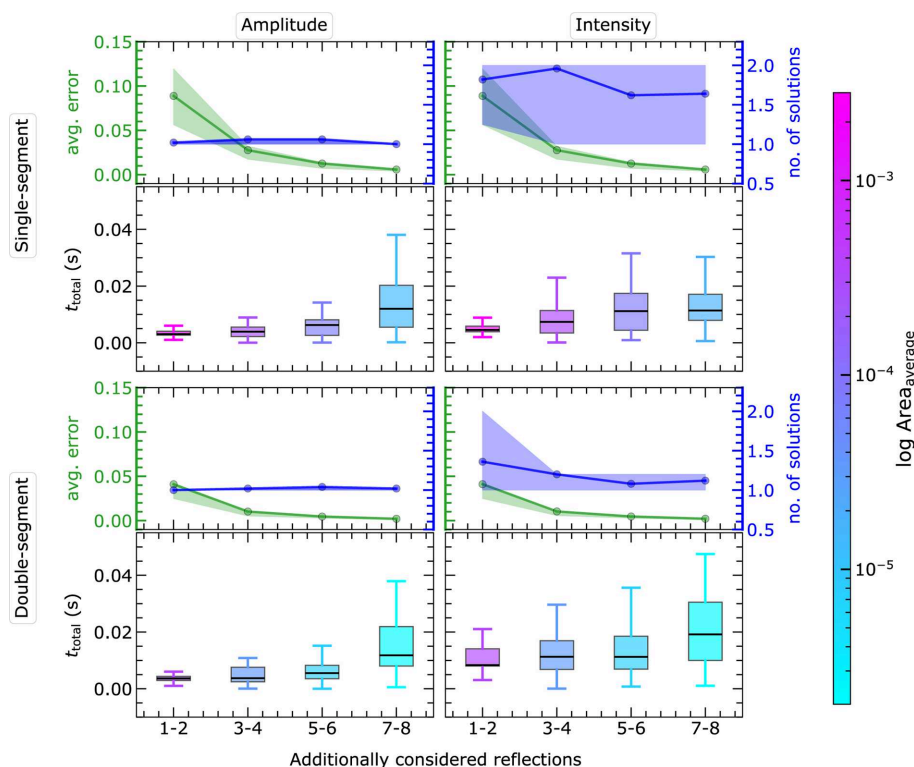 Amplitude
Intensity
Single-segment
avg. error
0.15
0.10
0.05
0.00
2.0
1.5
1.0
0.5
no. of solutions
t_total (s)
0.04
0.02
0.00
Double-segment
avg. error
0.15
0.10
0.05
0.00
2.0
1.5
1.0
0.5
no. of solutions
t_total (s)
0.04
0.02
0.00
1-2
3-4
5-6
7-8
1-2
3-4
5-6
7-8
Additionally considered reflections
10^-3
10^-4
10^-5
log Area_average